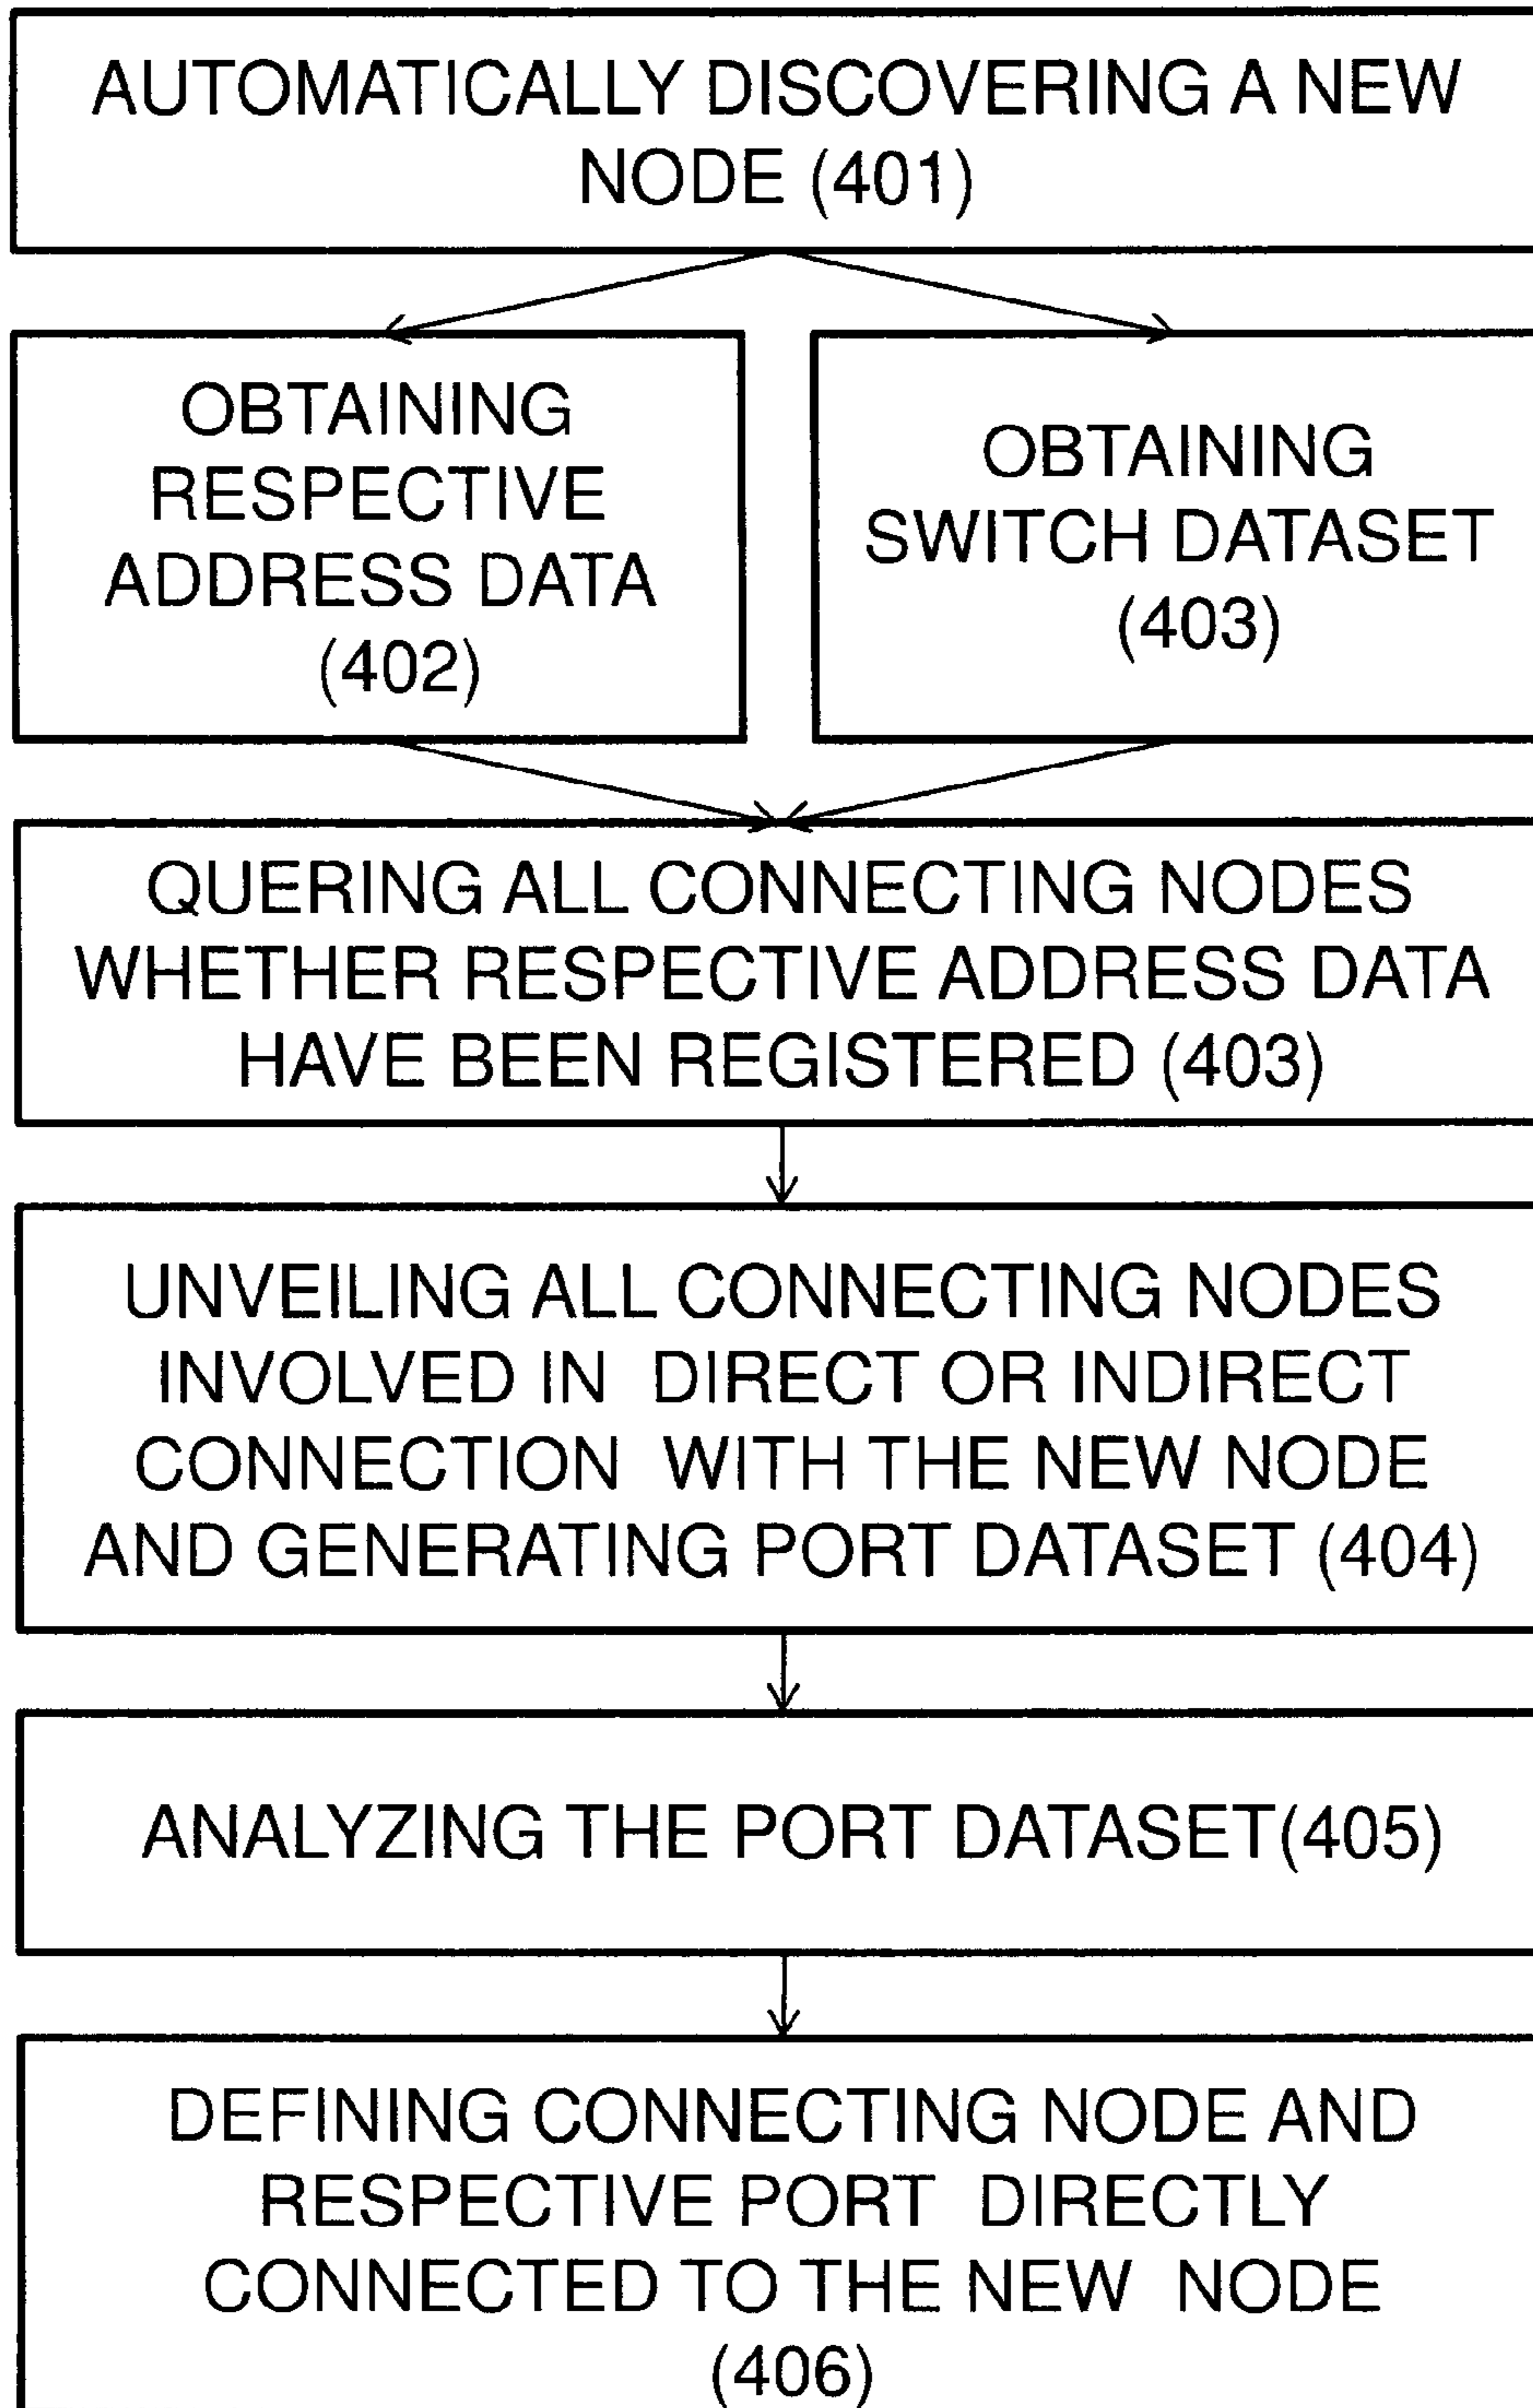 AUTOMATICALLY DISCOVERING A NEW
NODE (401)
OBTAINING
RESPECTIVE
ADDRESS DATA
(402)
OBTAINING
SWITCH DATASET
(403)
QUERING ALL CONNECTING NODES
WHETHER RESPECTIVE ADDRESS DATA
HAVE BEEN REGISTERED (403)
UNVEILING ALL CONNECTING NODES
INVOLVED IN DIRECT OR INDIRECT
CONNECTION WITH THE NEW NODE
AND GENERATING PORT DATASET (404)
ANALYZING THE PORT DATASET(405)
DEFINING CONNECTING NODE AND
RESPECTIVE PORT DIRECTLY
CONNECTED TO THE NEW NODE
(406)